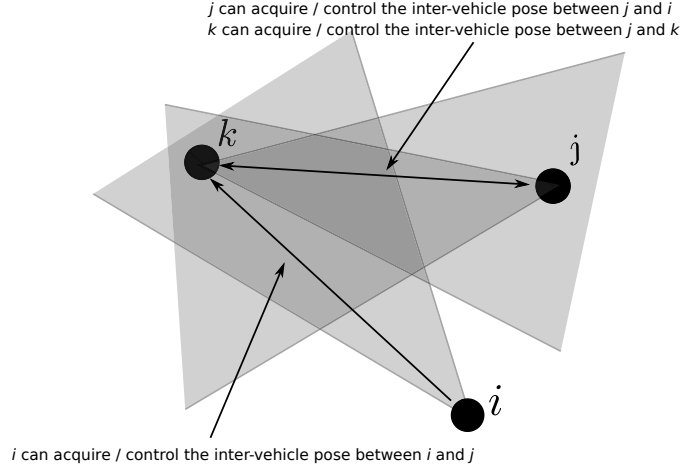 j can acquire / control the inter-vehicle pose between j and i
k can acquire / control the inter-vehicle pose between j and k
k
j
i
i can acquire / control the inter-vehicle pose between i and j